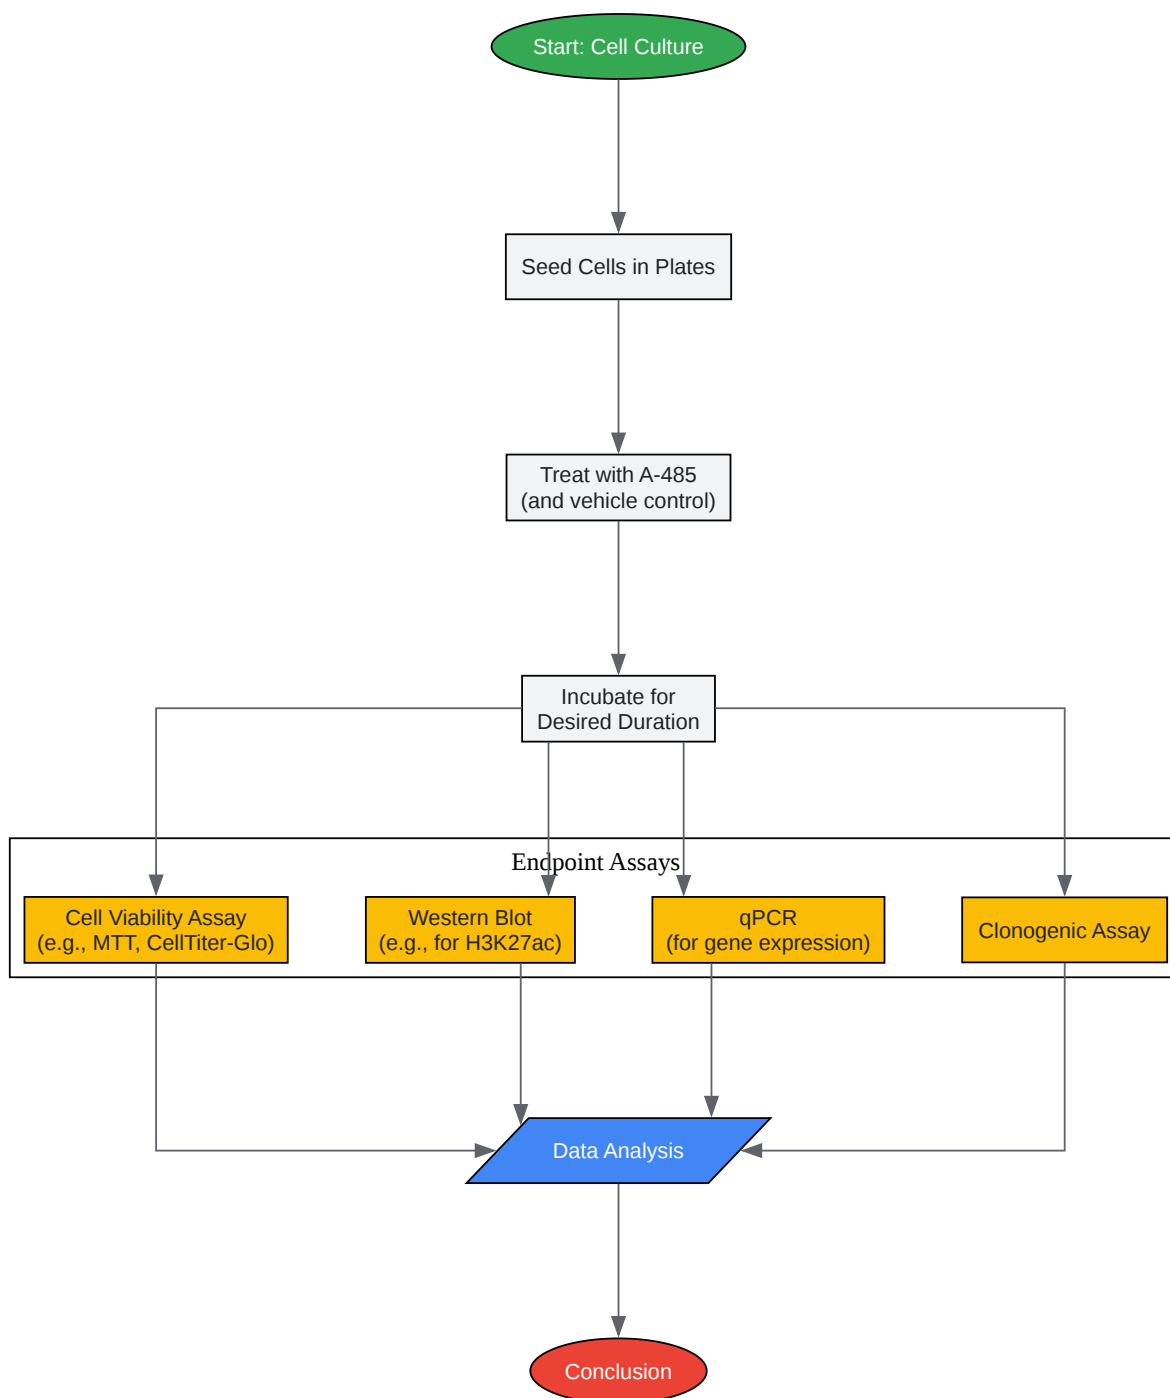 Start: Cell Culture
Seed Cells in Plates
Treat with A-485
(and vehicle control)
Incubate for
Desired Duration
Endpoint Assays
Cell Viability Assay
(e.g., MTT, CellTiter-Glo)
Western Blot
(e.g., for H3K27ac)
qPCR
(for gene expression)
Clonogenic Assay
Data Analysis
Conclusion